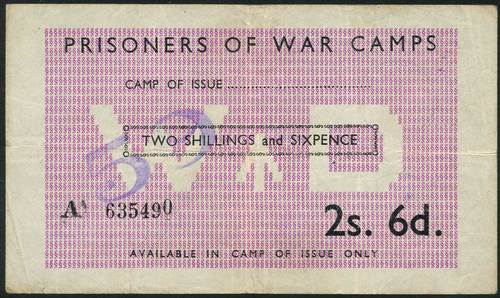 PRISONERS OF WAR CAMPS
CAMP OF ISSUE....................................
W↑D
TWO SHILLINGS and SIXPENCE
A⅟ 635490
2s. 6d.
AVAILABLE IN CAMP OF ISSUE ONLY